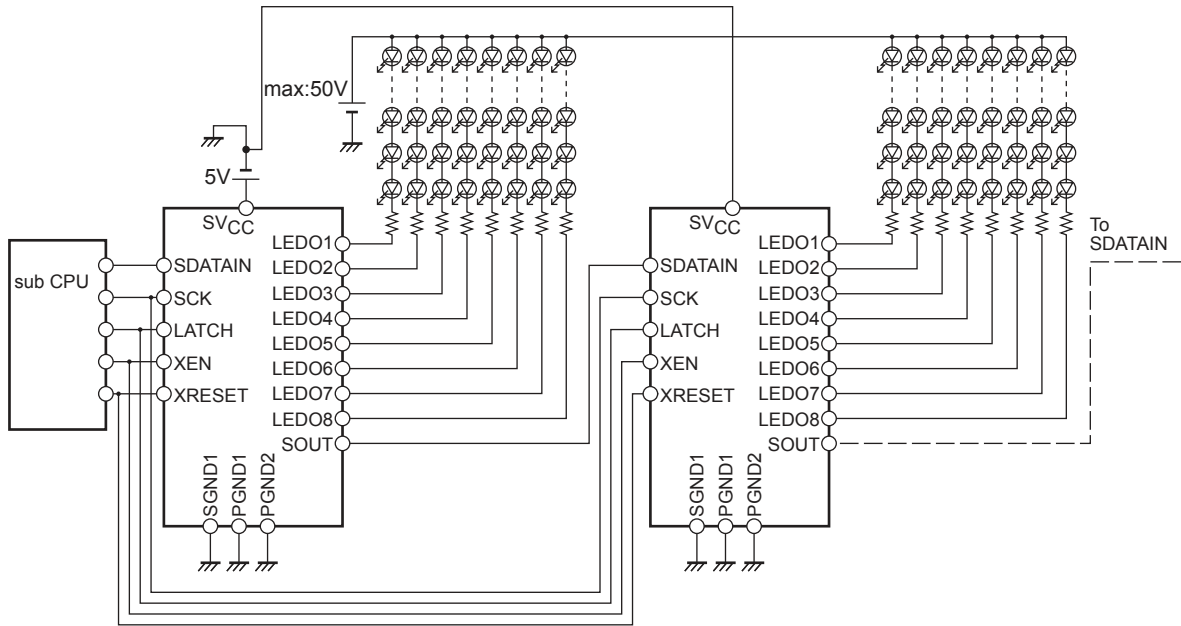 max:50V
5V
sub CPU
SVCC
SDATAIN
SCK
LATCH
XEN
XRESET
LEDO1
LEDO2
LEDO3
LEDO4
LEDO5
LEDO6
LEDO7
LEDO8
SOUT
SGND1
PGND1
PGND2
SVCC
SDATAIN
SCK
LATCH
XEN
XRESET
LEDO1
LEDO2
LEDO3
LEDO4
LEDO5
LEDO6
LEDO7
LEDO8
SOUT
SGND1
PGND1
PGND2
To
SDATAIN